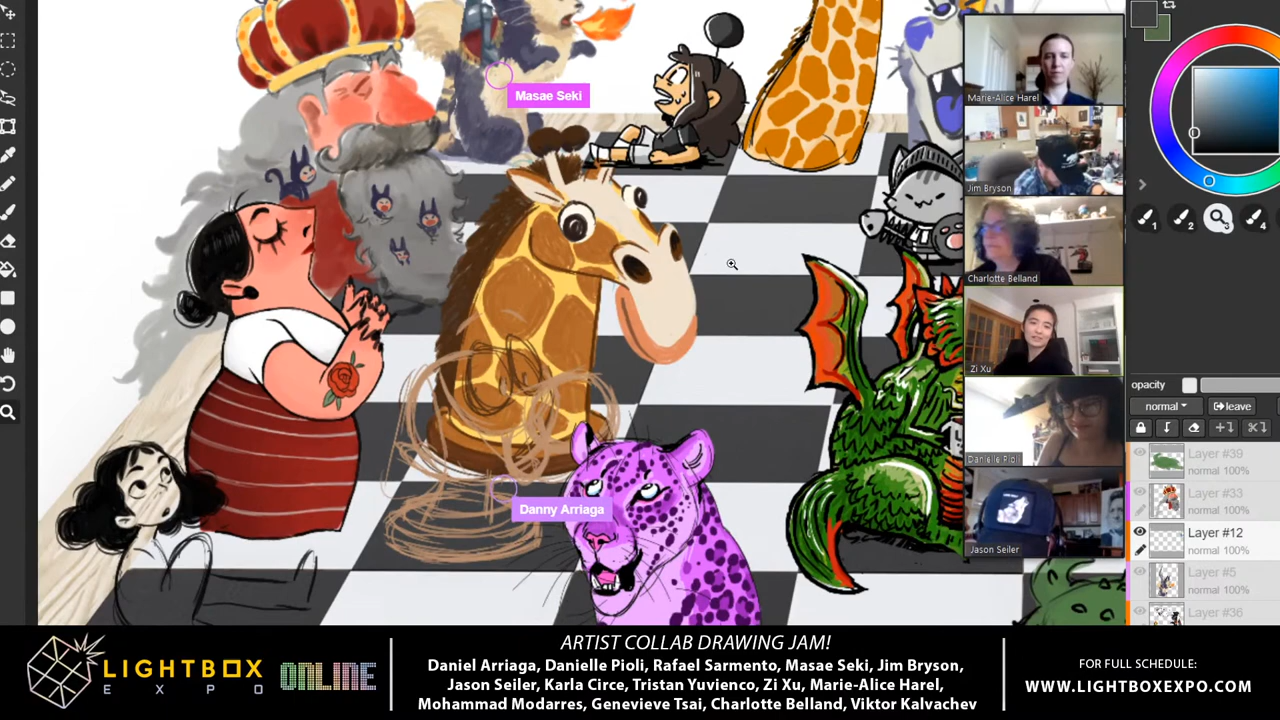 Masae Seki
Danny Arriaga
Marie-Alice Harel
Jim Bryson
Charlotte Belland
Zi Xu
Danielle Pioli
Jason Seiler
1
2
3
4
opacity
normal
leave
Layer #39
normal 100%
Layer #33
normal 100%
Layer #12
normal 100%
Layer #5
normal 100%
Layer #36
LIGHTBOX
EXPO
ONLINE
ARTIST COLLAB DRAWING JAM!
Daniel Arriaga, Danielle Pioli, Rafael Sarmento, Masae Seki, Jim Bryson,
Jason Seiler, Karla Circe, Tristan Yuvienco, Zi Xu, Marie-Alice Harel,
Mohammad Modarres, Genevieve Tsai, Charlotte Belland, Viktor Kalvachev
FOR FULL SCHEDULE:
WWW.LIGHTBOXEXPO.COM